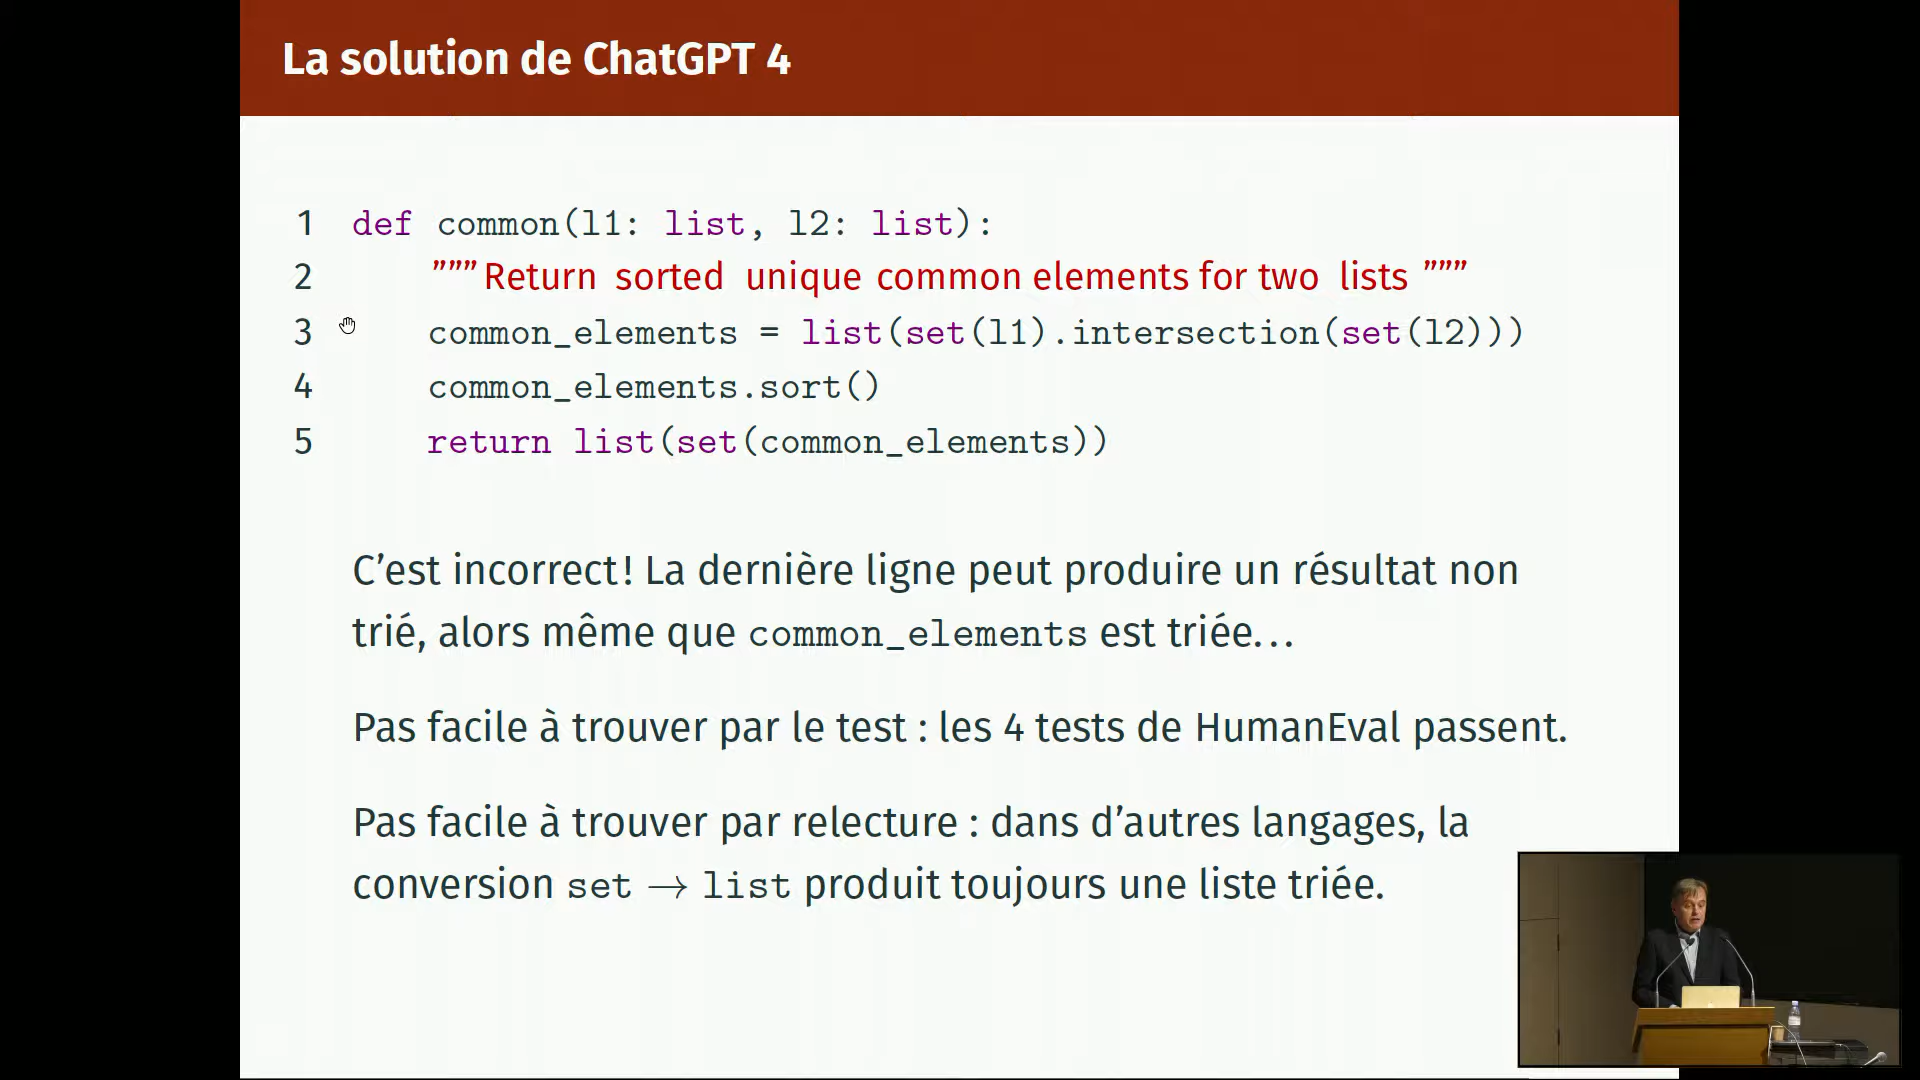 La solution de ChatGPT 4
1 def common(l1: list, l2: list):
2 """Return sorted unique common elements for two lists """
3 common_elements = list(set(l1).intersection(set(l2)))
4 common_elements.sort()
5 return list(set(common_elements))
C'est incorrect! La dernière ligne peut produire un résultat non
trié, alors même que common_elements est triée...
Pas facile à trouver par le test : les 4 tests de HumanEval passent.
Pas facile à trouver par relecture : dans d'autres langages, la
conversion set → list produit toujours une liste triée.